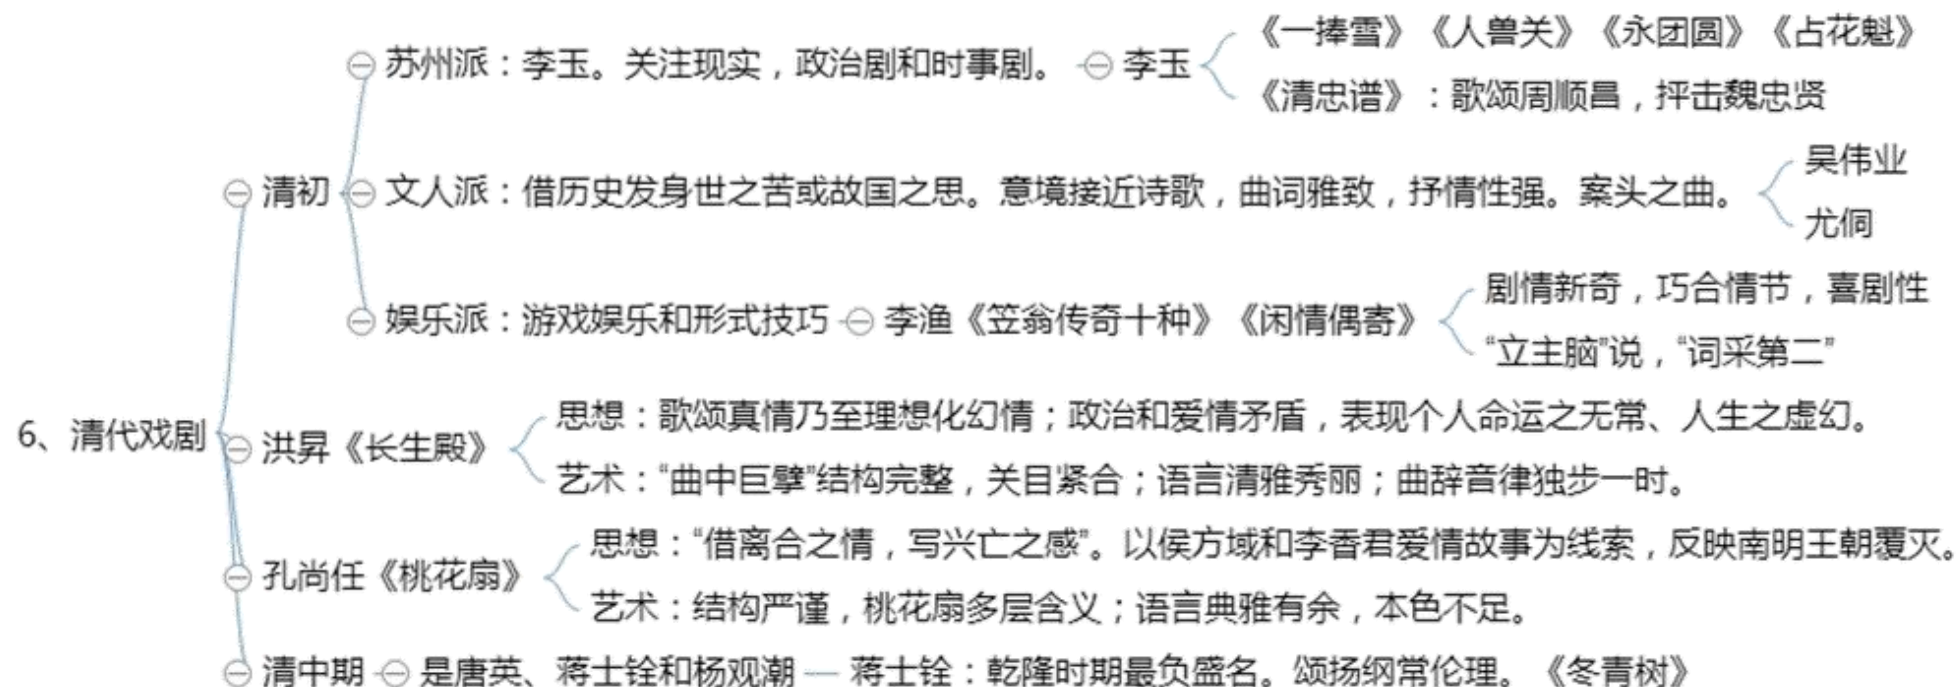 6、清代戏剧
清初
苏州派：李玉。关注现实，政治剧和时事剧。
李玉
《一捧雪》《人兽关》《永团圆》《占花魁》
《清忠谱》：歌颂周顺昌，抨击魏忠贤
文人派：借历史发身世之苦或故国之思。意境接近诗歌，曲词雅致，抒情性强。案头之曲。
吴伟业
尤侗
娱乐派：游戏娱乐和形式技巧
李渔《笠翁传奇十种》《闲情偶寄》
剧情新奇，巧合情节，喜剧性
“立主脑”说，“词采第二”
洪昇《长生殿》
思想：歌颂真情乃至理想化幻情；政治和爱情矛盾，表现个人命运之无常、人生之虚幻。
艺术：“曲中巨擘”结构完整，关目紧合；语言清雅秀丽；曲辞音律独步一时。
孔尚任《桃花扇》
思想：“借离合之情，写兴亡之感”。以侯方域和李香君爱情故事为线索，反映南明王朝覆灭。
艺术：结构严谨，桃花扇多层含义；语言典雅有余，本色不足。
清中期
是唐英、蒋士铨和杨观潮
蒋士铨：乾隆时期最负盛名。颂扬纲常伦理。《冬青树》